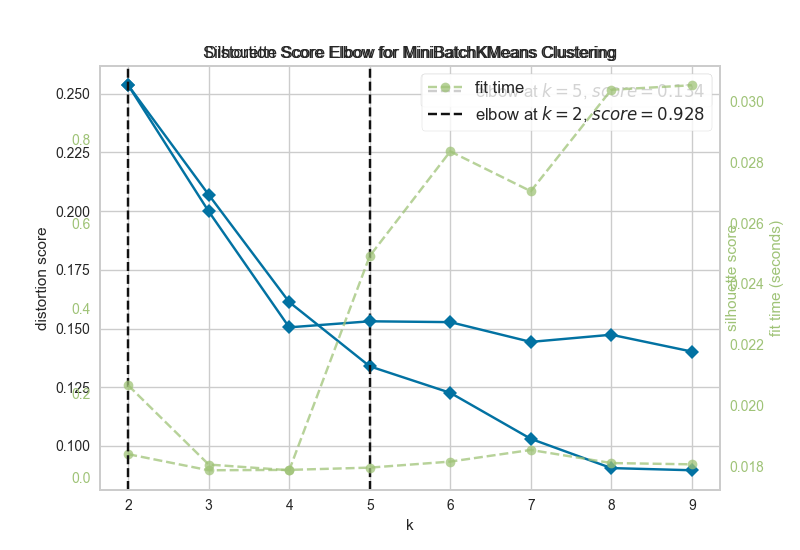 Score Elbow for MiniBatchKMeans Clustering
fit time
elbow at k = 5, score = 0.134
elbow at k = 2, score = 0.928
distortion score
0.250
0.225
0.200
0.175
0.150
0.125
0.100
0.8
0.6
0.4
0.2
0.0
0.030
0.028
0.026
0.024
0.022
0.020
0.018
silhouette score
fit time (seconds)
2 3 4 5 6 7 8 9
k